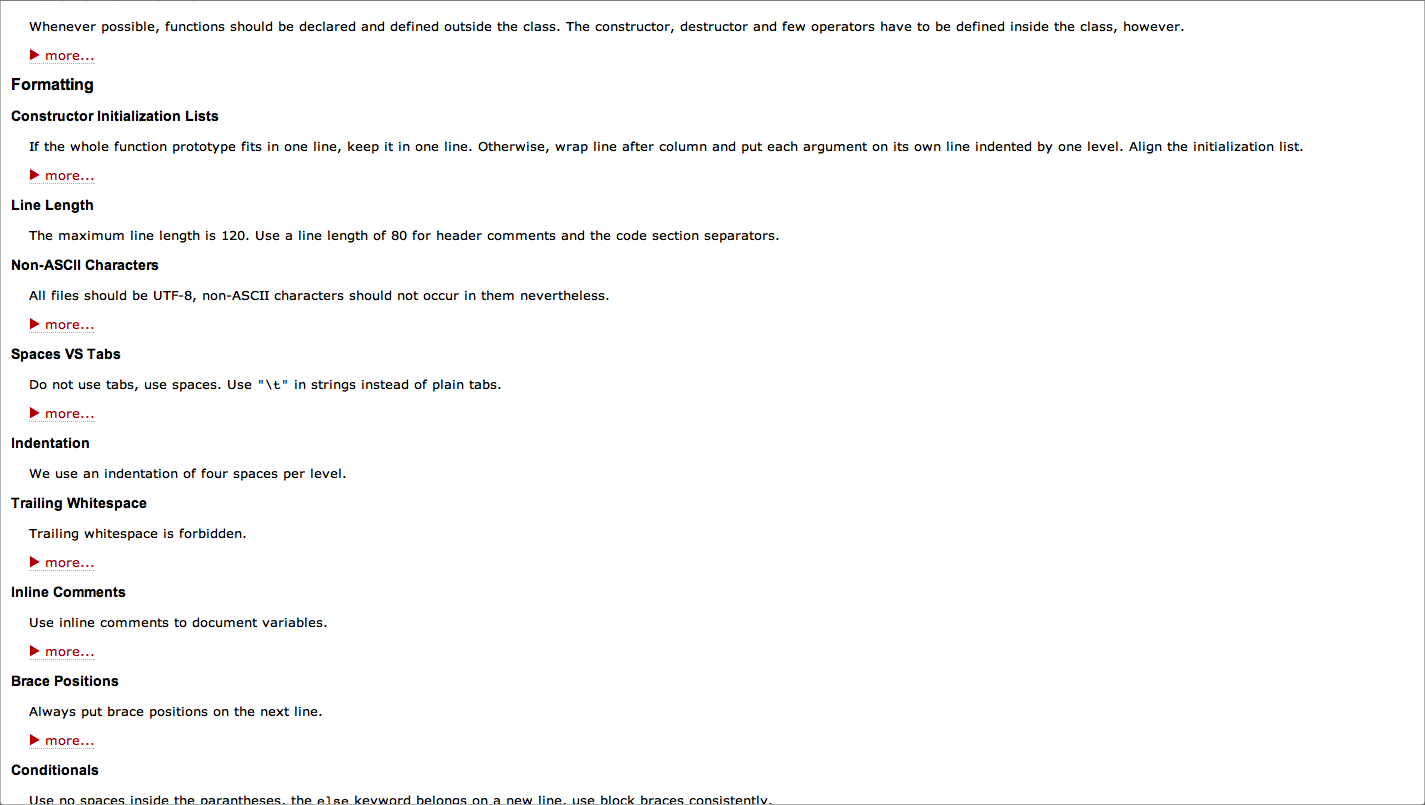 Whenever possible, functions should be declared and defined outside the class. The constructor, destructor and few operators have to be defined inside the class, however.
▶ more...
Formatting
Constructor Initialization Lists
If the whole function prototype fits in one line, keep it in one line. Otherwise, wrap line after column and put each argument on its own line indented by one level. Align the initialization list.
▶ more...
Line Length
The maximum line length is 120. Use a line length of 80 for header comments and the code section separators.
Non-ASCII Characters
All files should be UTF-8, non-ASCII characters should not occur in them nevertheless.
▶ more...
Spaces VS Tabs
Do not use tabs, use spaces. Use "\t" in strings instead of plain tabs.
▶ more...
Indentation
We use an indentation of four spaces per level.
Trailing Whitespace
Trailing whitespace is forbidden.
▶ more...
Inline Comments
Use inline comments to document variables.
▶ more...
Brace Positions
Always put brace positions on the next line.
▶ more...
Conditionals
Use no spaces inside the parantheses, the else keyword belongs on a new line, use block braces consistently.